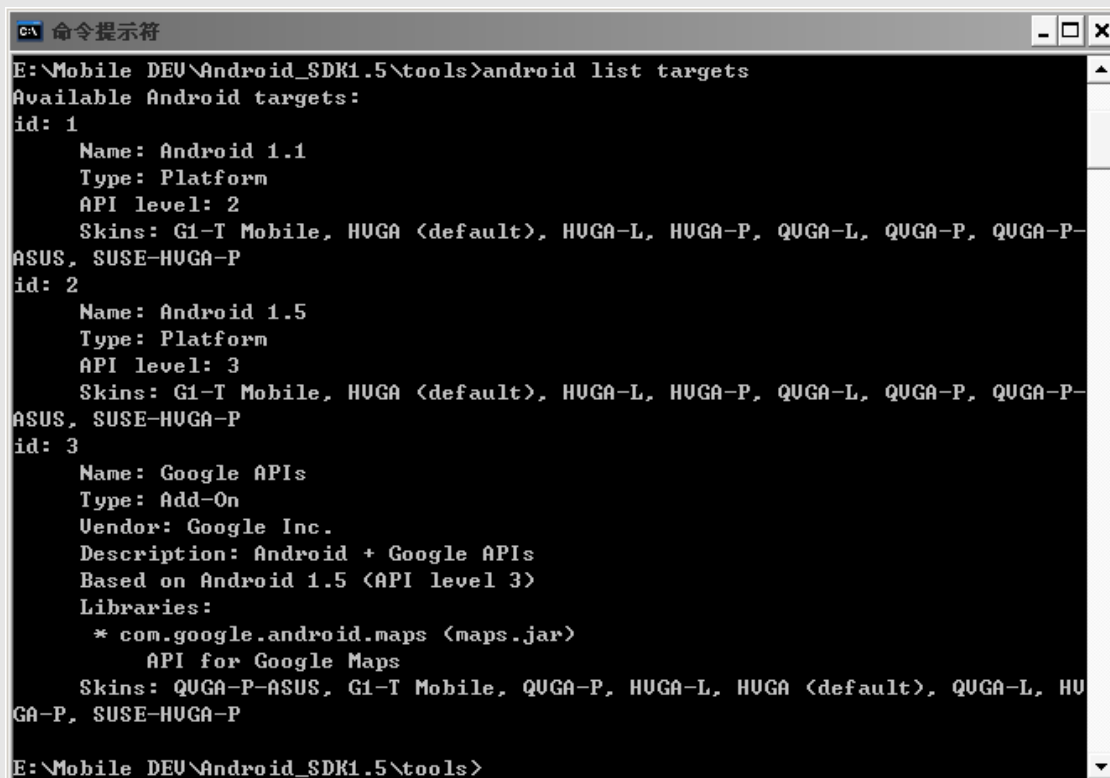 命令提示符
E:\Mobile DEV\Android_SDK1.5\tools>android list targets
Available Android targets:
id: 1
     Name: Android 1.1
     Type: Platform
     API level: 2
     Skins: G1-T Mobile, HVGA (default), HVGA-L, HVGA-P, QVGA-L, QVGA-P, QVGA-P-
ASUS, SUSE-HVGA-P
id: 2
     Name: Android 1.5
     Type: Platform
     API level: 3
     Skins: G1-T Mobile, HVGA (default), HVGA-L, HVGA-P, QVGA-L, QVGA-P, QVGA-P-
ASUS, SUSE-HVGA-P
id: 3
     Name: Google APIs
     Type: Add-On
     Vendor: Google Inc.
     Description: Android + Google APIs
     Based on Android 1.5 (API level 3)
     Libraries:
      * com.google.android.maps (maps.jar)
          API for Google Maps
     Skins: QVGA-P-ASUS, G1-T Mobile, QVGA-P, HVGA-L, HVGA (default), QVGA-L, HV
GA-P, SUSE-HVGA-P
E:\Mobile DEV\Android_SDK1.5\tools>